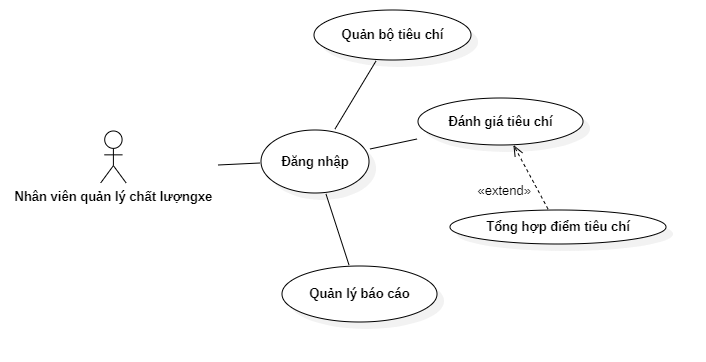 Quản bộ tiêu chí
Đánh giá tiêu chí
Đăng nhập
Nhân viên quản lý chất lượngxe
«extend»
Tổng hợp điểm tiêu chí
Quản lý báo cáo